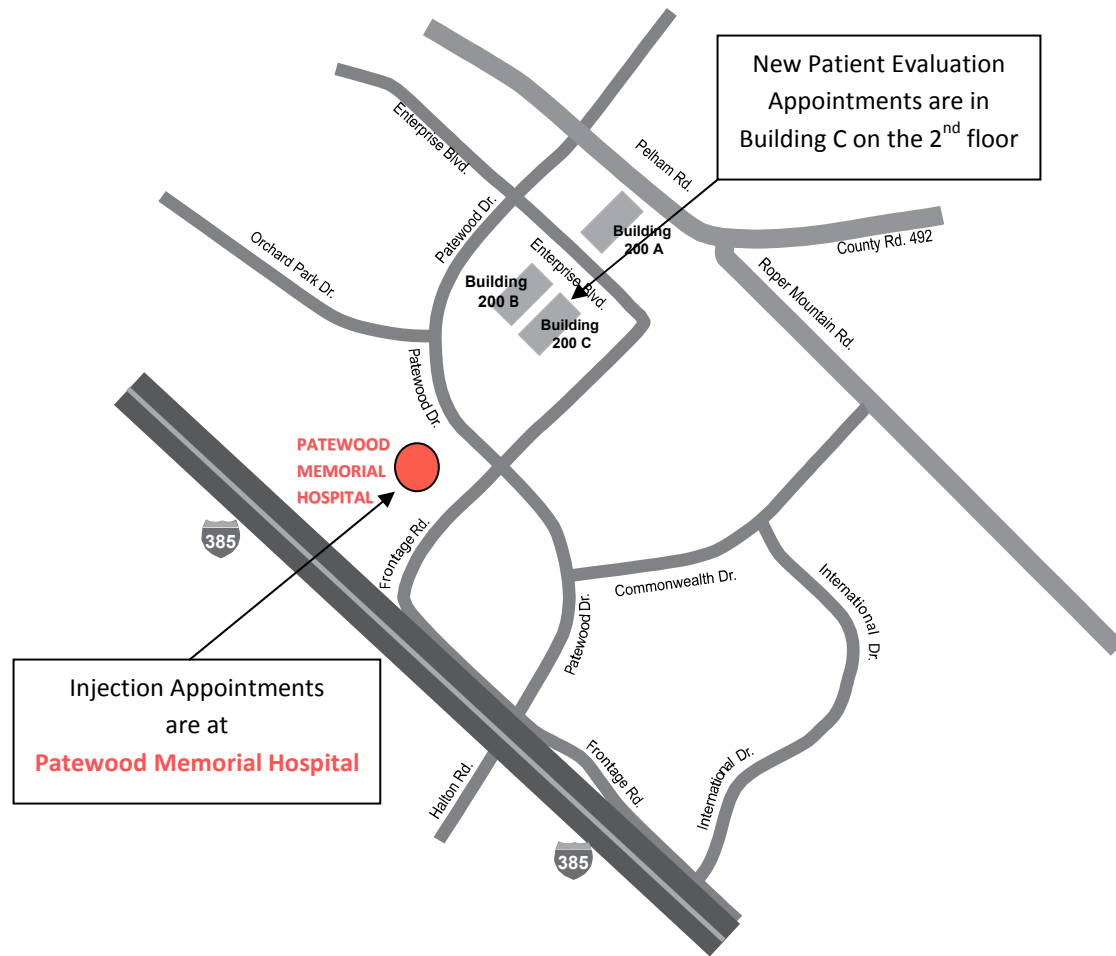 New Patient Evaluation
Appointments are in
Building C on the 2nd floor
Enterprise Blvd.
Pelham Rd.
Patewood Dr.
Building
200 A
County Rd. 492
Orchard Park Dr.
Enterprise Blvd.
Roper Mountain Rd.
Building
200 B
Building
200 C
Patewood Dr.
PATEWOOD
MEMORIAL
HOSPITAL
385
Frontage Rd.
Commonwealth Dr.
International Dr.
Patewood Dr.
Injection Appointments
are at
Patewood Memorial Hospital
Halton Rd.
Frontage Rd.
International Dr.
385